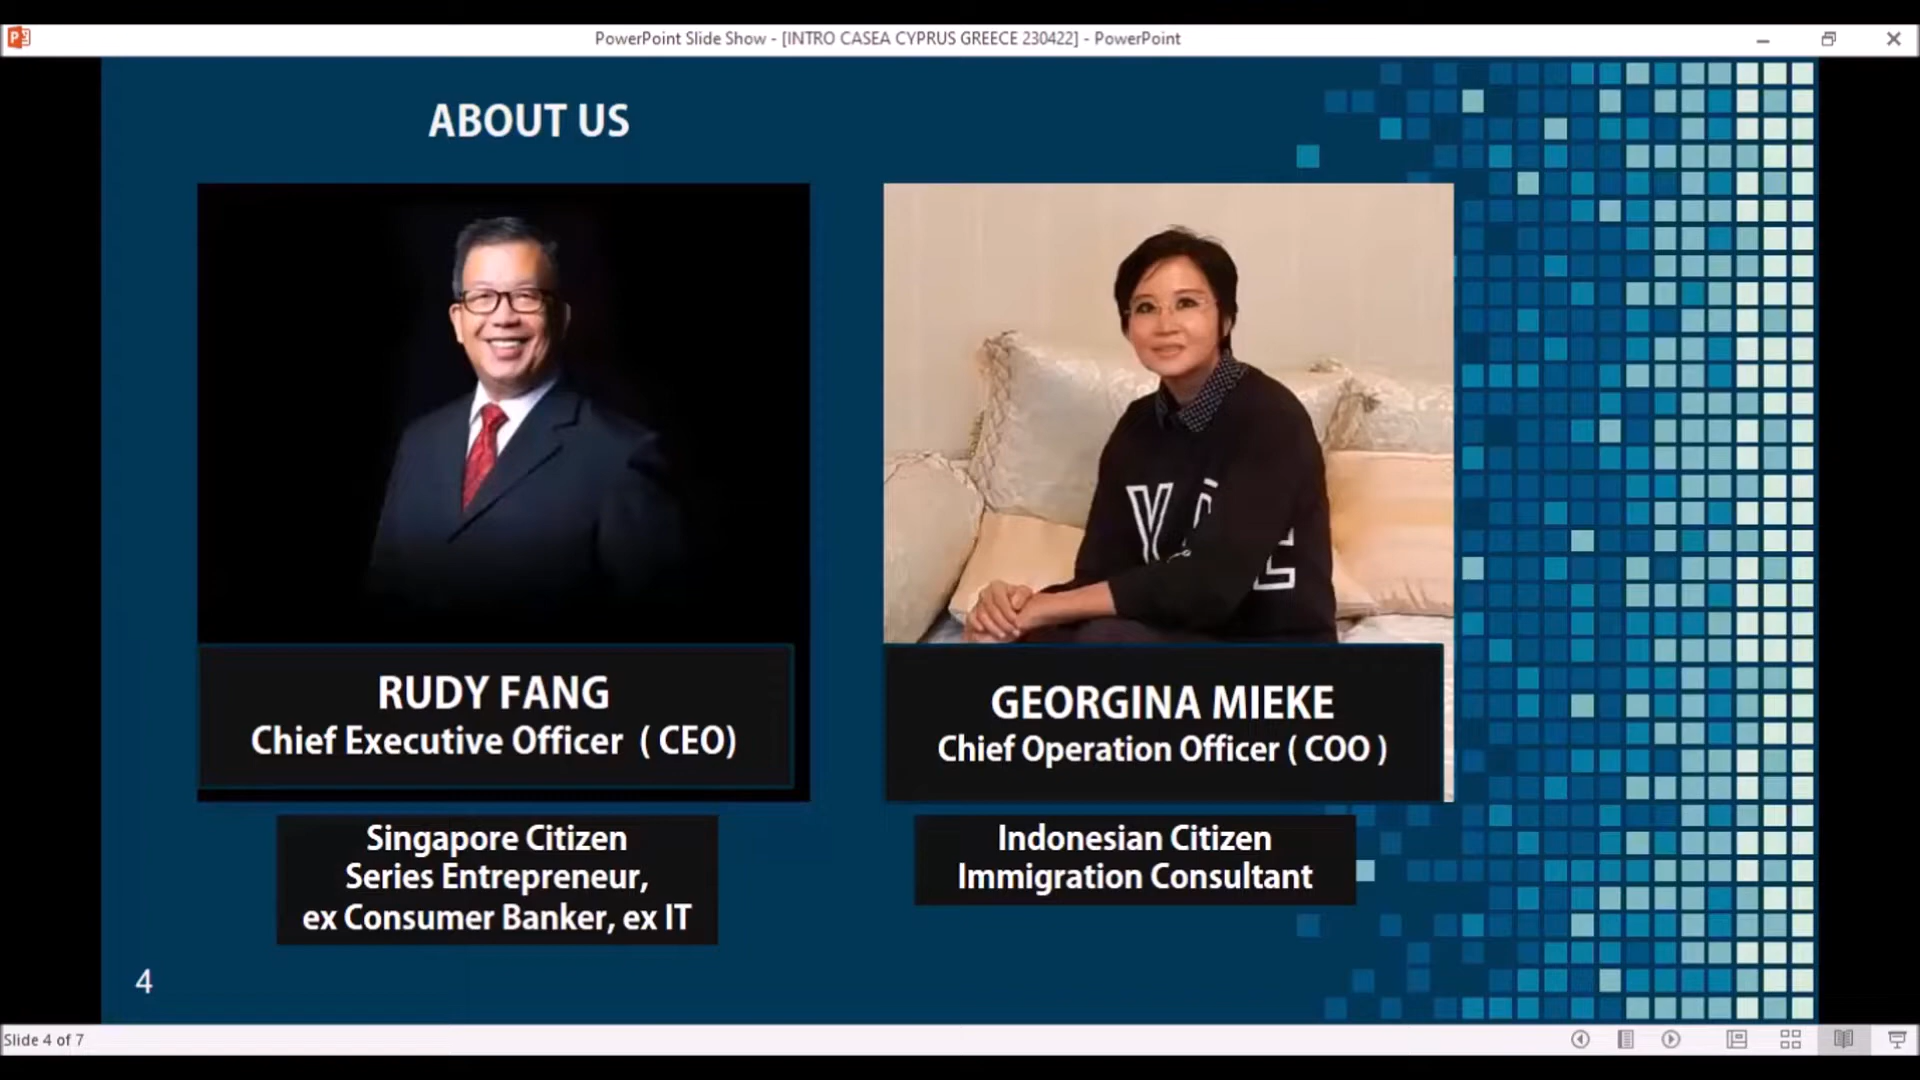 PowerPoint Slide Show - [INTRO CASEA CYPRUS GREECE 230422] - PowerPoint
ABOUT US
RUDY FANG
Chief Executive Officer ( CEO)
Singapore Citizen
Series Entrepreneur,
ex Consumer Banker, ex IT
GEORGINA MIEKE
Chief Operation Officer ( COO )
Indonesian Citizen
Immigration Consultant
4
Slide 4 of 7